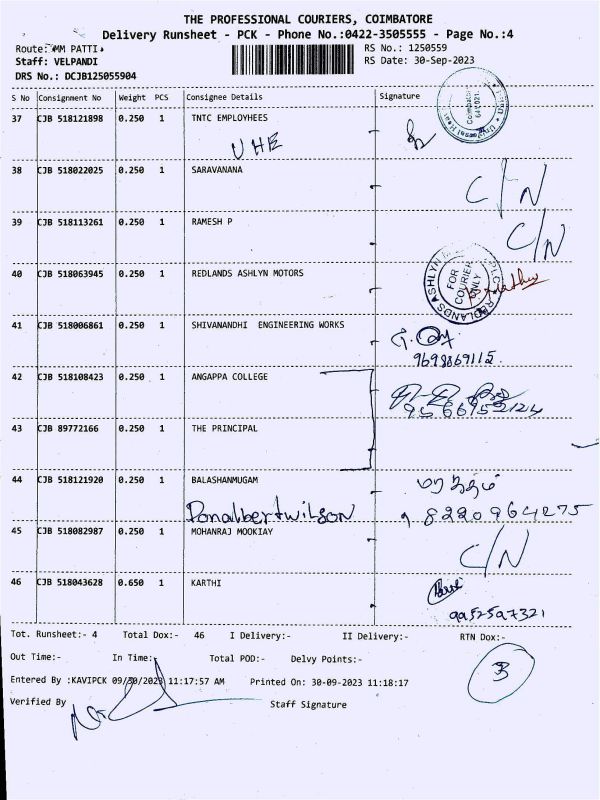 THE PROFESSIONAL COURIERS, COIMBATORE
Delivery Runsheet - PCK - Phone No.:0422-3505555 - Page No.:4
Route: MM PATTI
RS No.: 1250559
Staff: VELPANDI
RS Date: 30-Sep-2023
DRS No.: DCJB125055904
S No Consignment No Weight PCS Consignee Details Signature
37 CJB 518121898 0.250 1 TNTC EMPLOYHEES
UHE
38 CJB 518022025 0.250 1 SARAVANANA C/N
39 CJB 518113261 0.250 1 RAMESH P C/N
40 CJB 518063945 0.250 1 REDLANDS ASHLYN MOTORS
FOR COURIER ONLY
41 CJB 518006861 0.250 1 SHIVANANDHI ENGINEERING WORKS
9698869115
42 CJB 518108423 0.250 1 ANGAPPA COLLEGE
9566952124
43 CJB 89772166 0.250 1 THE PRINCIPAL
44 CJB 518121920 0.250 1 BALASHANMUGAM
Donalbertwilson 8220964275
45 CJB 518082987 0.250 1 MOHANRAJ MOOKIAY C/N
46 CJB 518043628 0.650 1 KARTHI
9952597321
Tot. Runsheet:- 4 Total Dox:- 46 I Delivery:- II Delivery:- RTN Dox:-
Out Time:- In Time:- Total POD:- Delvy Points:-
3
Entered By :KAVIPCK 09/30/2023 11:17:57 AM Printed On: 30-09-2023 11:18:17
Verified By Staff Signature